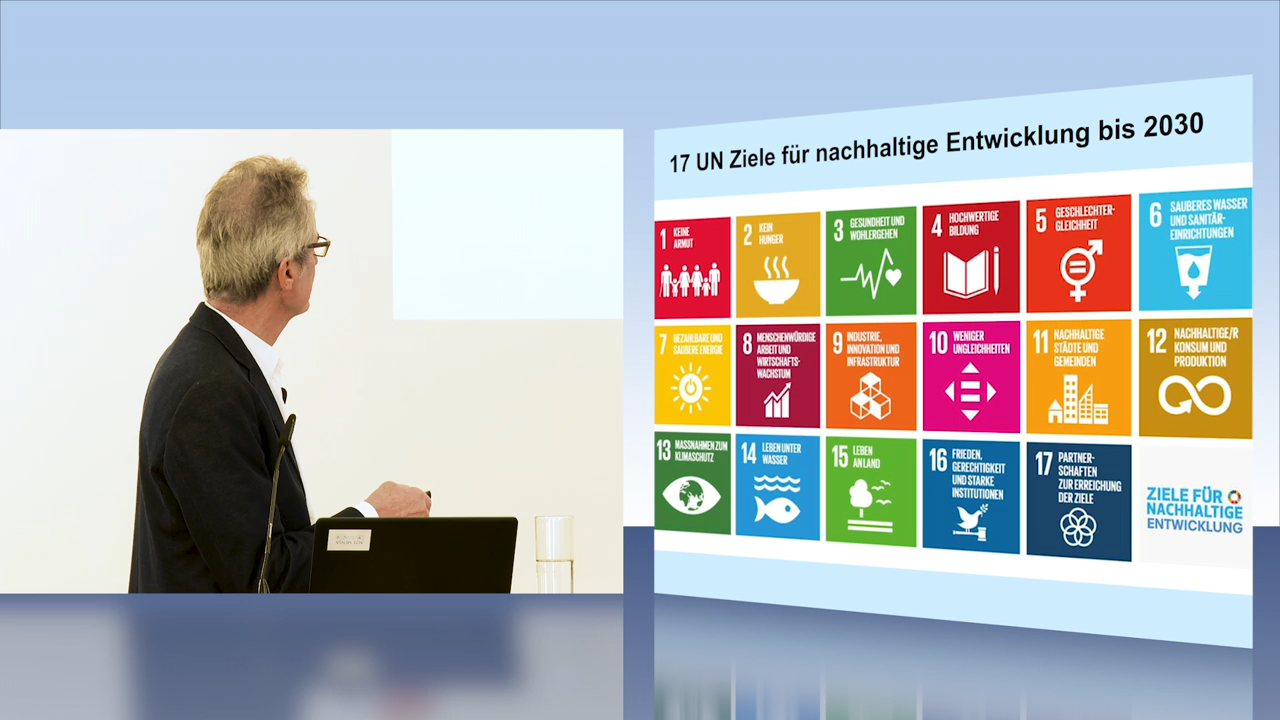 17 UN Ziele für nachhaltige Entwicklung bis 2030
1 KEINE
ARMUT
2 KEIN
HUNGER
3 GESUNDHEIT UND
WOHLERGEHEN
4 HOCHWERTIGE
BILDUNG
5 GESCHLECHTER-
GLEICHHEIT
6 SAUBERES WASSER
UND SANITÄR-
EINRICHTUNGEN
7 BEZAHLBARE UND
SAUBERE ENERGIE
8 MENSCHENWÜRDIGE
ARBEIT UND
WIRTSCHAFTS-
WACHSTUM
9 INDUSTRIE,
INNOVATION UND
INFRASTRUKTUR
10 WENIGER
UNGLEICHHEITEN
11 NACHHALTIGE
STÄDTE UND
GEMEINDEN
12 NACHHALTIGE/R
KONSUM UND
PRODUKTION
13 MASSNAHMEN ZUM
KLIMASCHUTZ
14 LEBEN UNTER
WASSER
15 LEBEN
AN LAND
16 FRIEDEN,
GERECHTIGKEIT
UND STARKE
INSTITUTIONEN
17 PARTNER-
SCHAFTEN
ZUR ERREICHUNG
DER ZIELE
ZIELE FÜR
NACHHALTIGE
ENTWICKLUNG